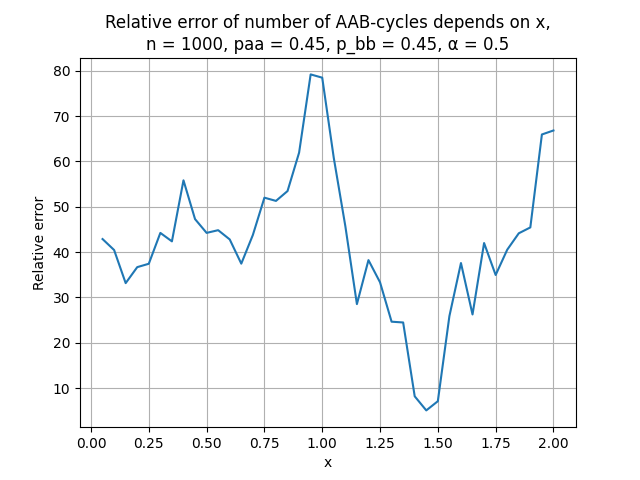 Relative error of number of AAB-cycles depends on x,
n = 1000, paa = 0.45, p_bb = 0.45, α = 0.5
80
70
60
50
40
30
20
10
Relative error
0.00 0.25 0.50 0.75 1.00 1.25 1.50 1.75 2.00
x